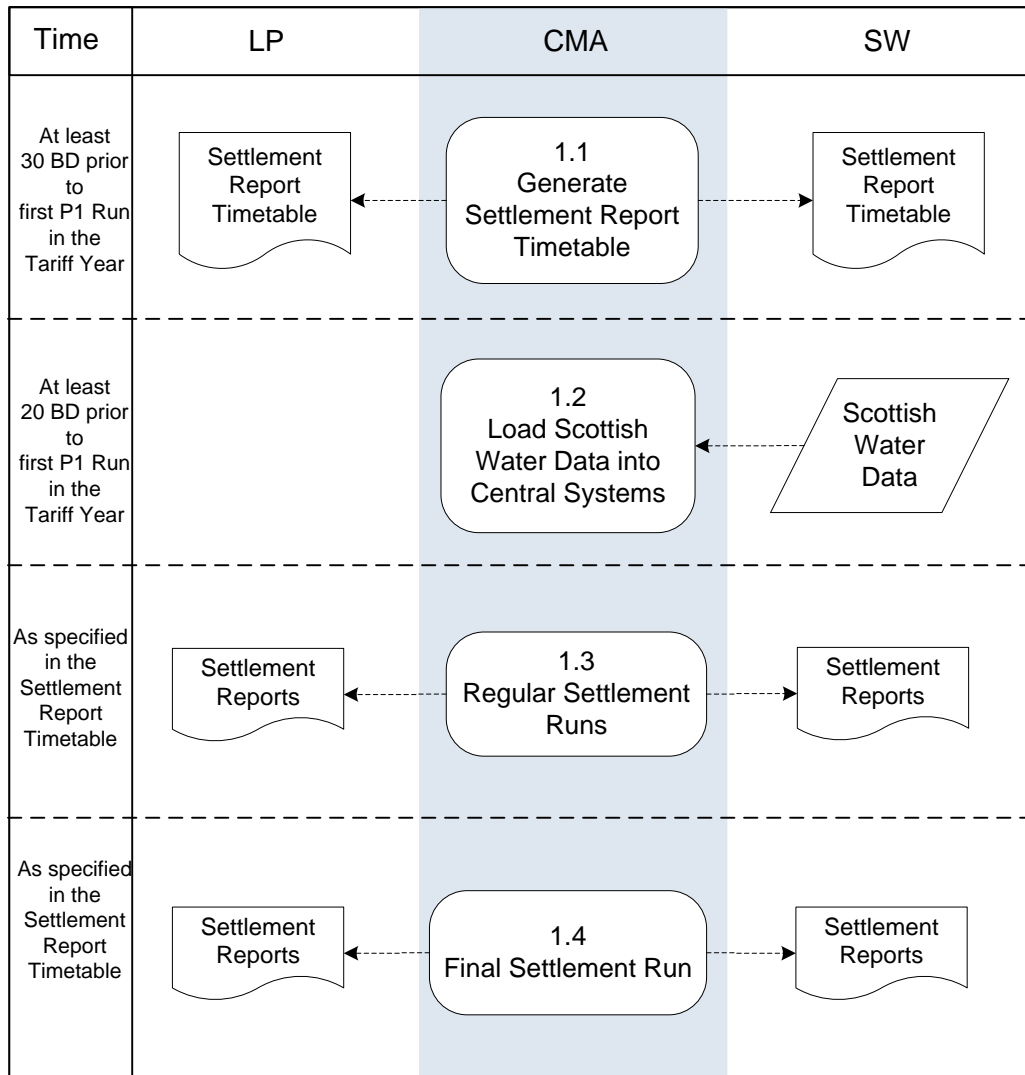 Time
LP
CMA
SW
At least
30 BD prior
to
first P1 Run
in the
Tariff Year
Settlement
Report
Timetable
1.1
Generate
Settlement Report
Timetable
Settlement
Report
Timetable
At least
20 BD prior
to
first P1 Run
in the
Tariff Year
1.2
Load Scottish
Water Data into
Central Systems
Scottish
Water
Data
As specified
in the
Settlement
Report
Timetable
Settlement
Reports
1.3
Regular Settlement
Runs
Settlement
Reports
As specified
in the
Settlement
Report
Timetable
Settlement
Reports
1.4
Final Settlement Run
Settlement
Reports